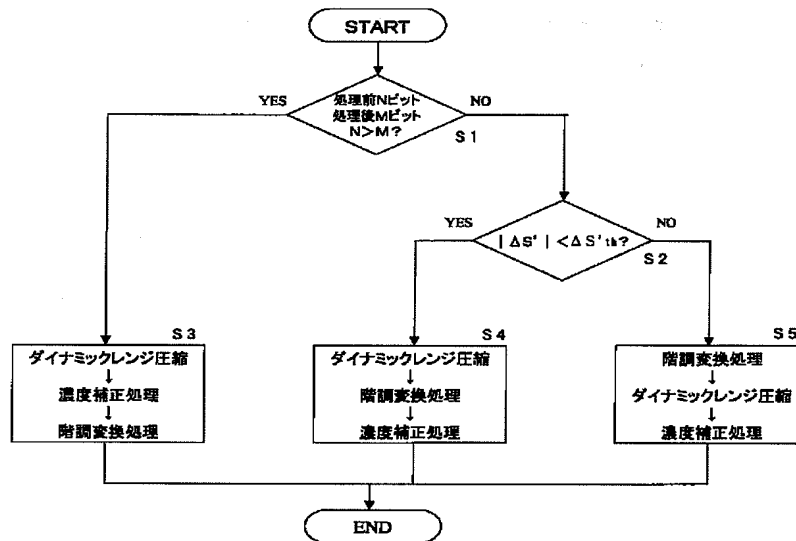 START
YES
処理前Nビット
処理後Mビット
N>M?
NO
S1
YES
|ΔS'|<ΔS'th?
NO
S2
S3
ダイナミックレンジ圧縮
↓
濃度補正処理
↓
階調変換処理
S4
ダイナミックレンジ圧縮
↓
階調変換処理
↓
濃度補正処理
S5
階調変換処理
↓
ダイナミックレンジ圧縮
↓
濃度補正処理
END